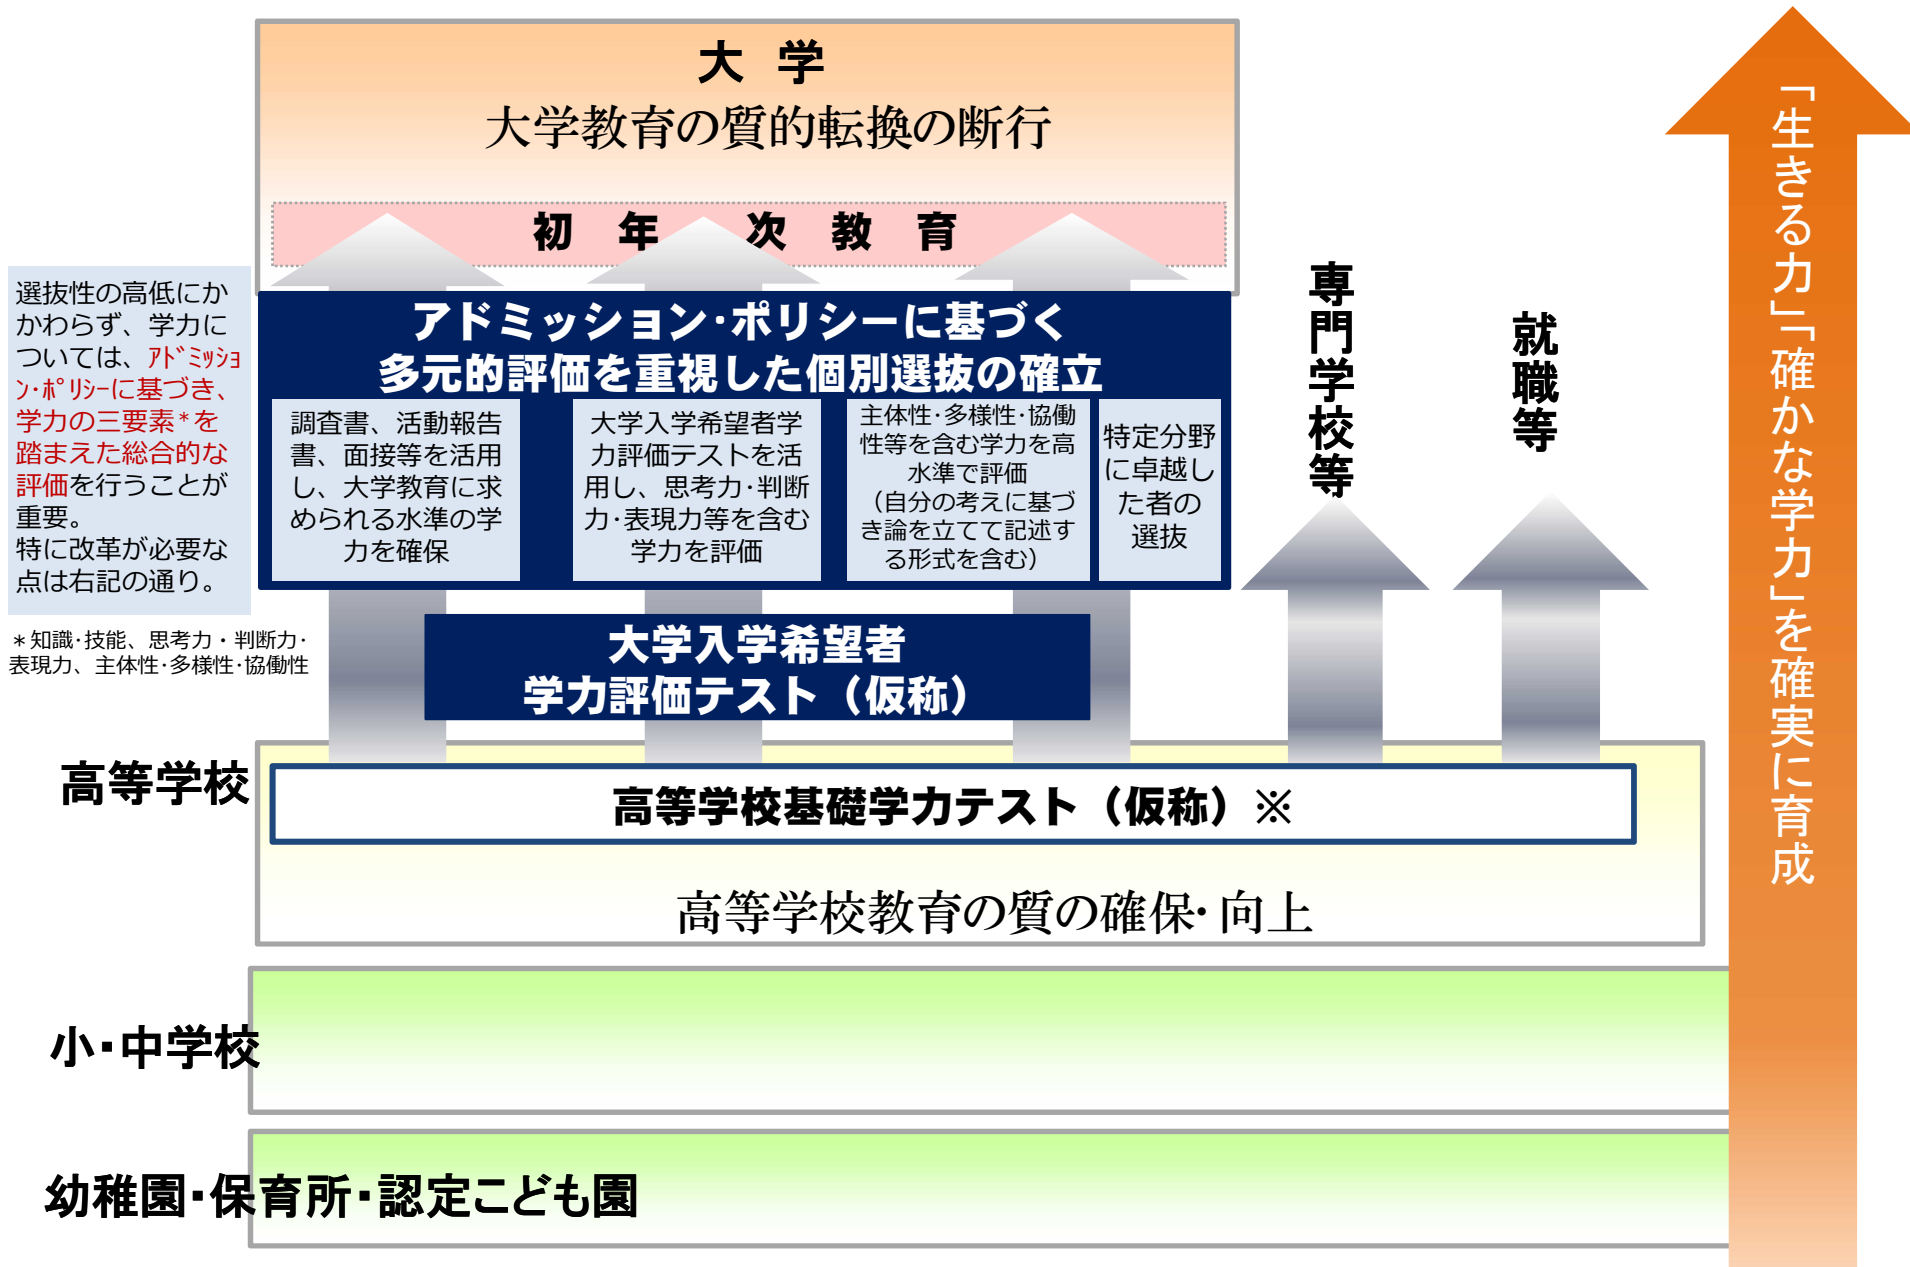 大 学
大学教育の質的転換の断行
初 年 次 教 育
選抜性の高低にか
かわらず、学力に
ついては、ｱﾄﾞﾐｯｼｮ
ﾝ・ﾎﾟﾘｼｰに基づき、
学力の三要素*を
踏まえた総合的な
評価を行うことが
重要。
特に改革が必要な
点は右記の通り。
*知識・技能、思考力・判断力・
表現力、主体性・多様性・協働性
アドミッション・ポリシーに基づく
多元的評価を重視した個別選抜の確立
調査書、活動報告
書、面接等を活用
し、大学教育に求
められる水準の学
力を確保
大学入学希望者学
力評価テストを活
用し、思考力・判断
力・表現力等を含む
学力を評価
主体性・多様性・協働
性等を含む学力を高
水準で評価
（自分の考えに基づ
き論を立てて記述す
る形式を含む）
特定分野
に卓越し
た者の
選抜
専門学校等
就職等
「生きる力」「確かな学力」を確実に育成
大学入学希望者
学力評価テスト（仮称）
高等学校
高等学校基礎学力テスト（仮称）※
高等学校教育の質の確保・向上
小・中学校
幼稚園・保育所・認定こども園